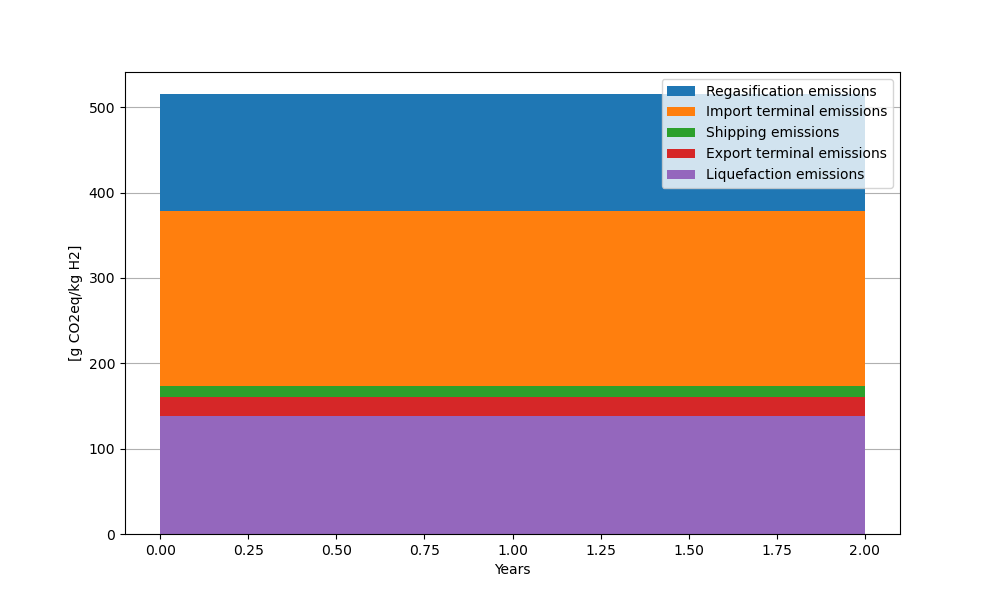 Regasification emissions
Import terminal emissions
Shipping emissions
Export terminal emissions
Liquefaction emissions
500
400
300
200
100
0
[g CO2eq/kg H2]
0.00 0.25 0.50 0.75 1.00 1.25 1.50 1.75 2.00
Years